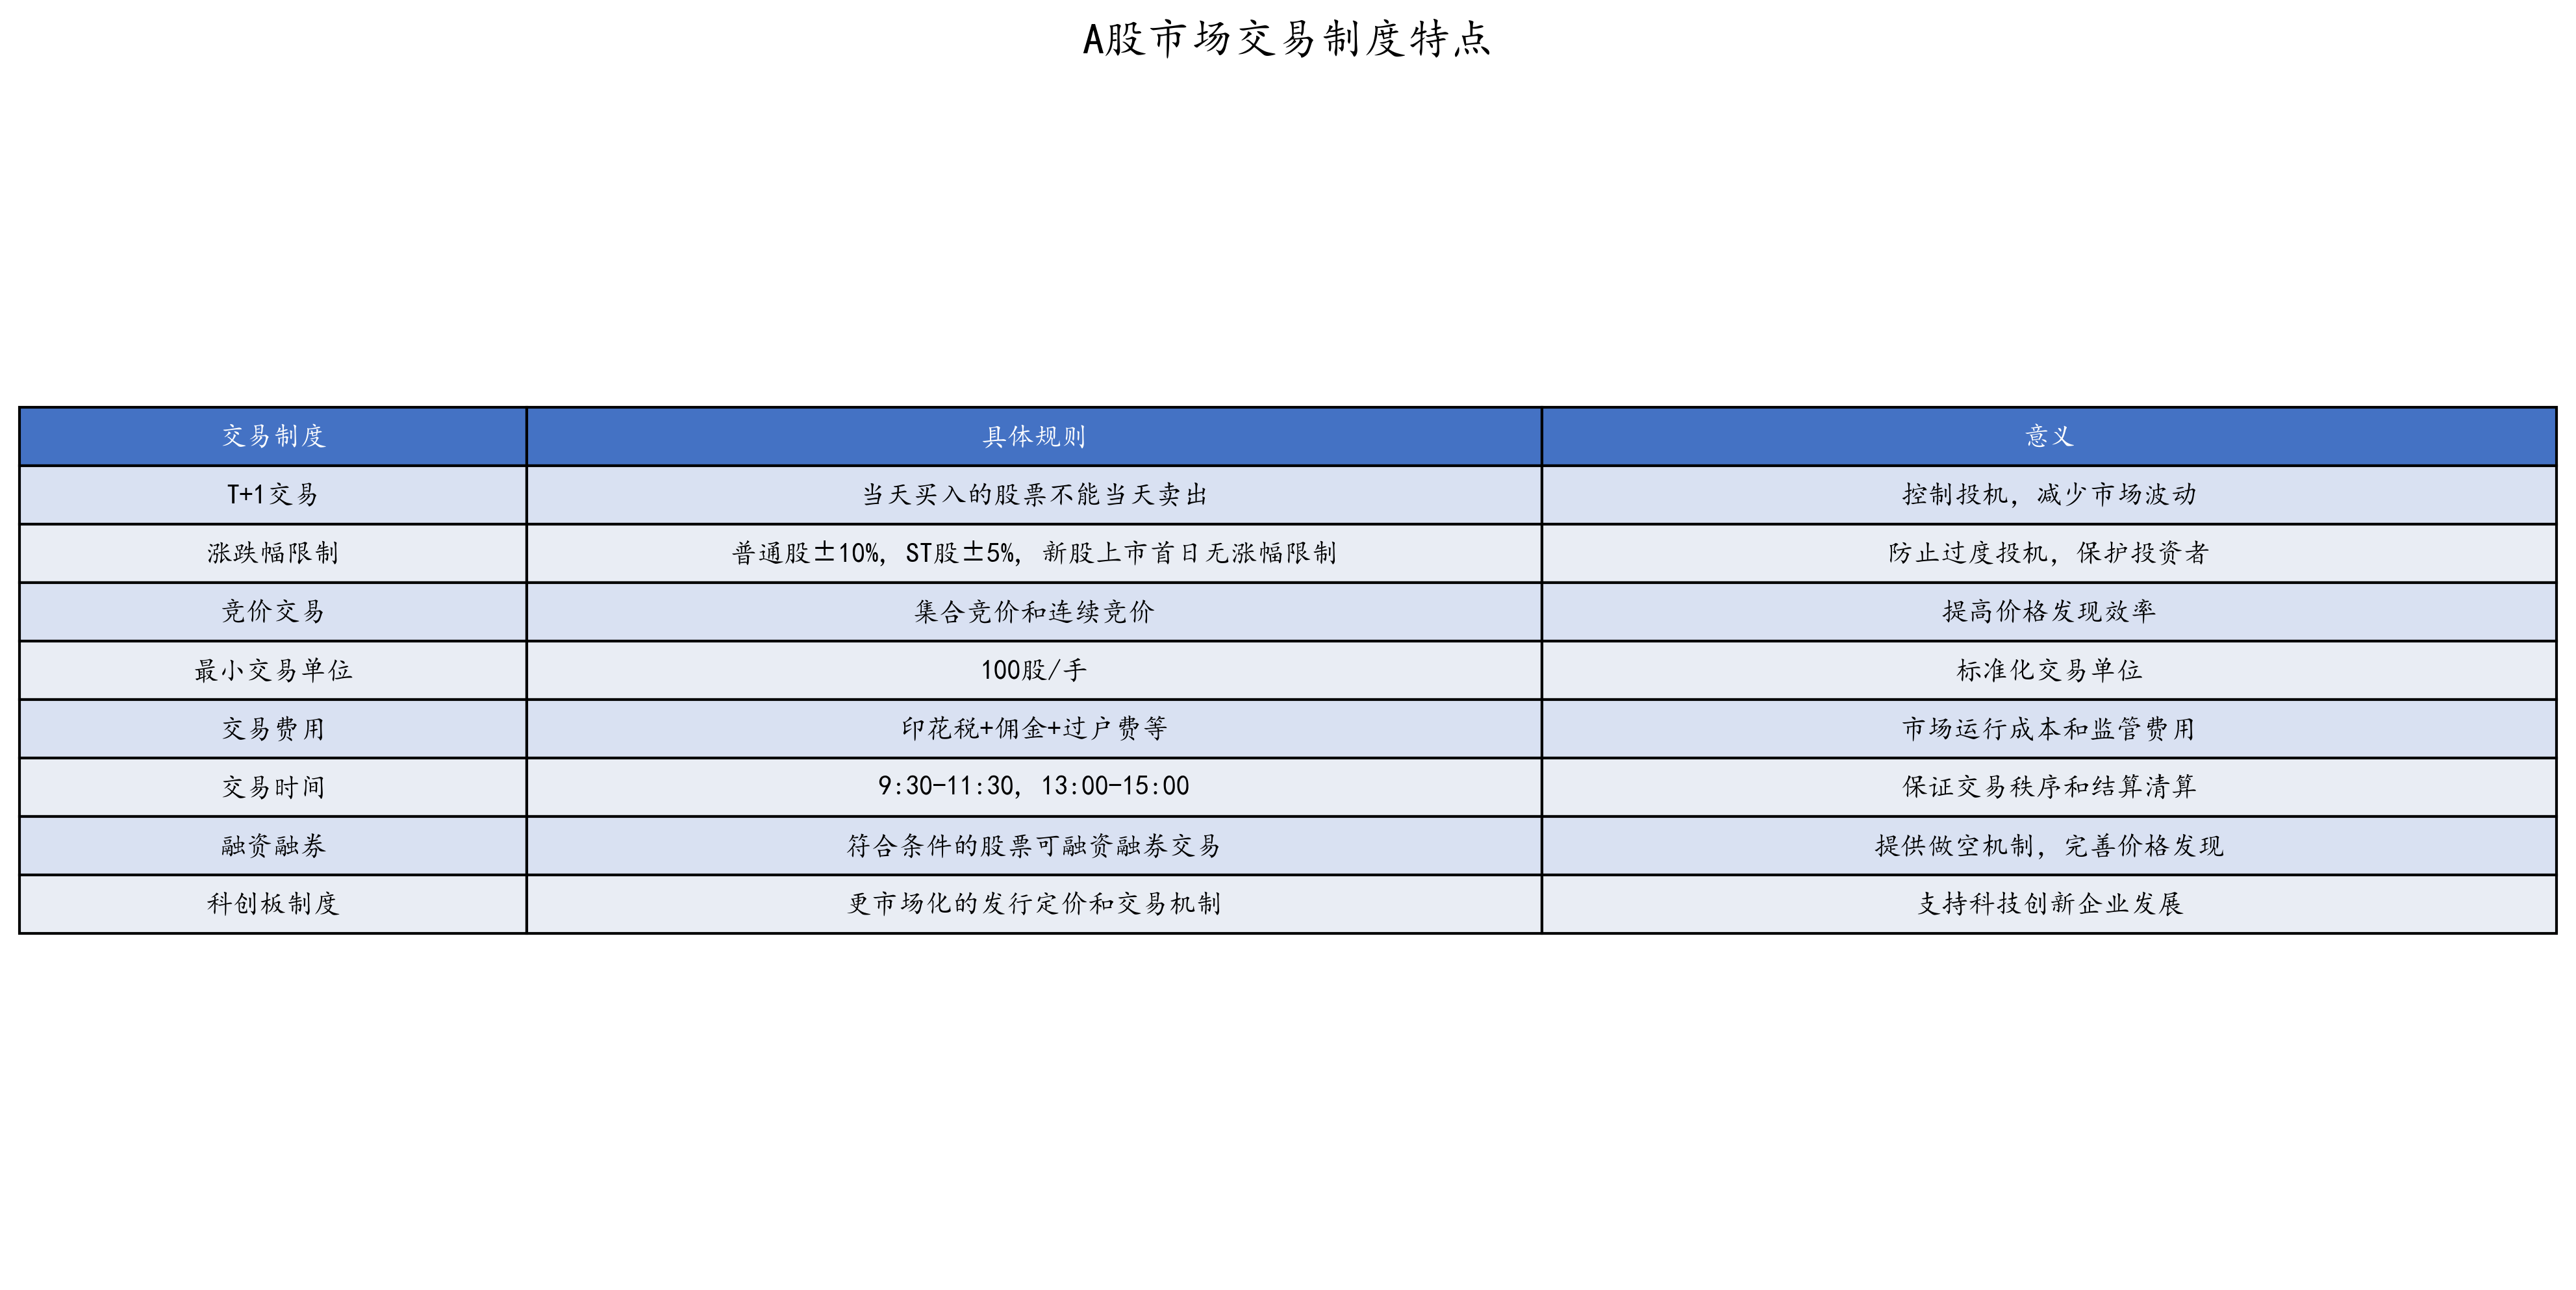 A股市场交易制度特点
交易制度 具体规则 意义
T+1交易 当天买入的股票不能当天卖出 控制投机，减少市场波动
涨跌幅限制 普通股±10%，ST股±5%，新股上市首日无涨幅限制 防止过度投机，保护投资者
竞价交易 集合竞价和连续竞价 提高价格发现效率
最小交易单位 100股/手 标准化交易单位
交易费用 印花税+佣金+过户费等 市场运行成本和监管费用
交易时间 9:30-11:30，13:00-15:00 保证交易秩序和结算清算
融资融券 符合条件的股票可融资融券交易 提供做空机制，完善价格发现
科创板制度 更市场化的发行定价和交易机制 支持科技创新企业发展